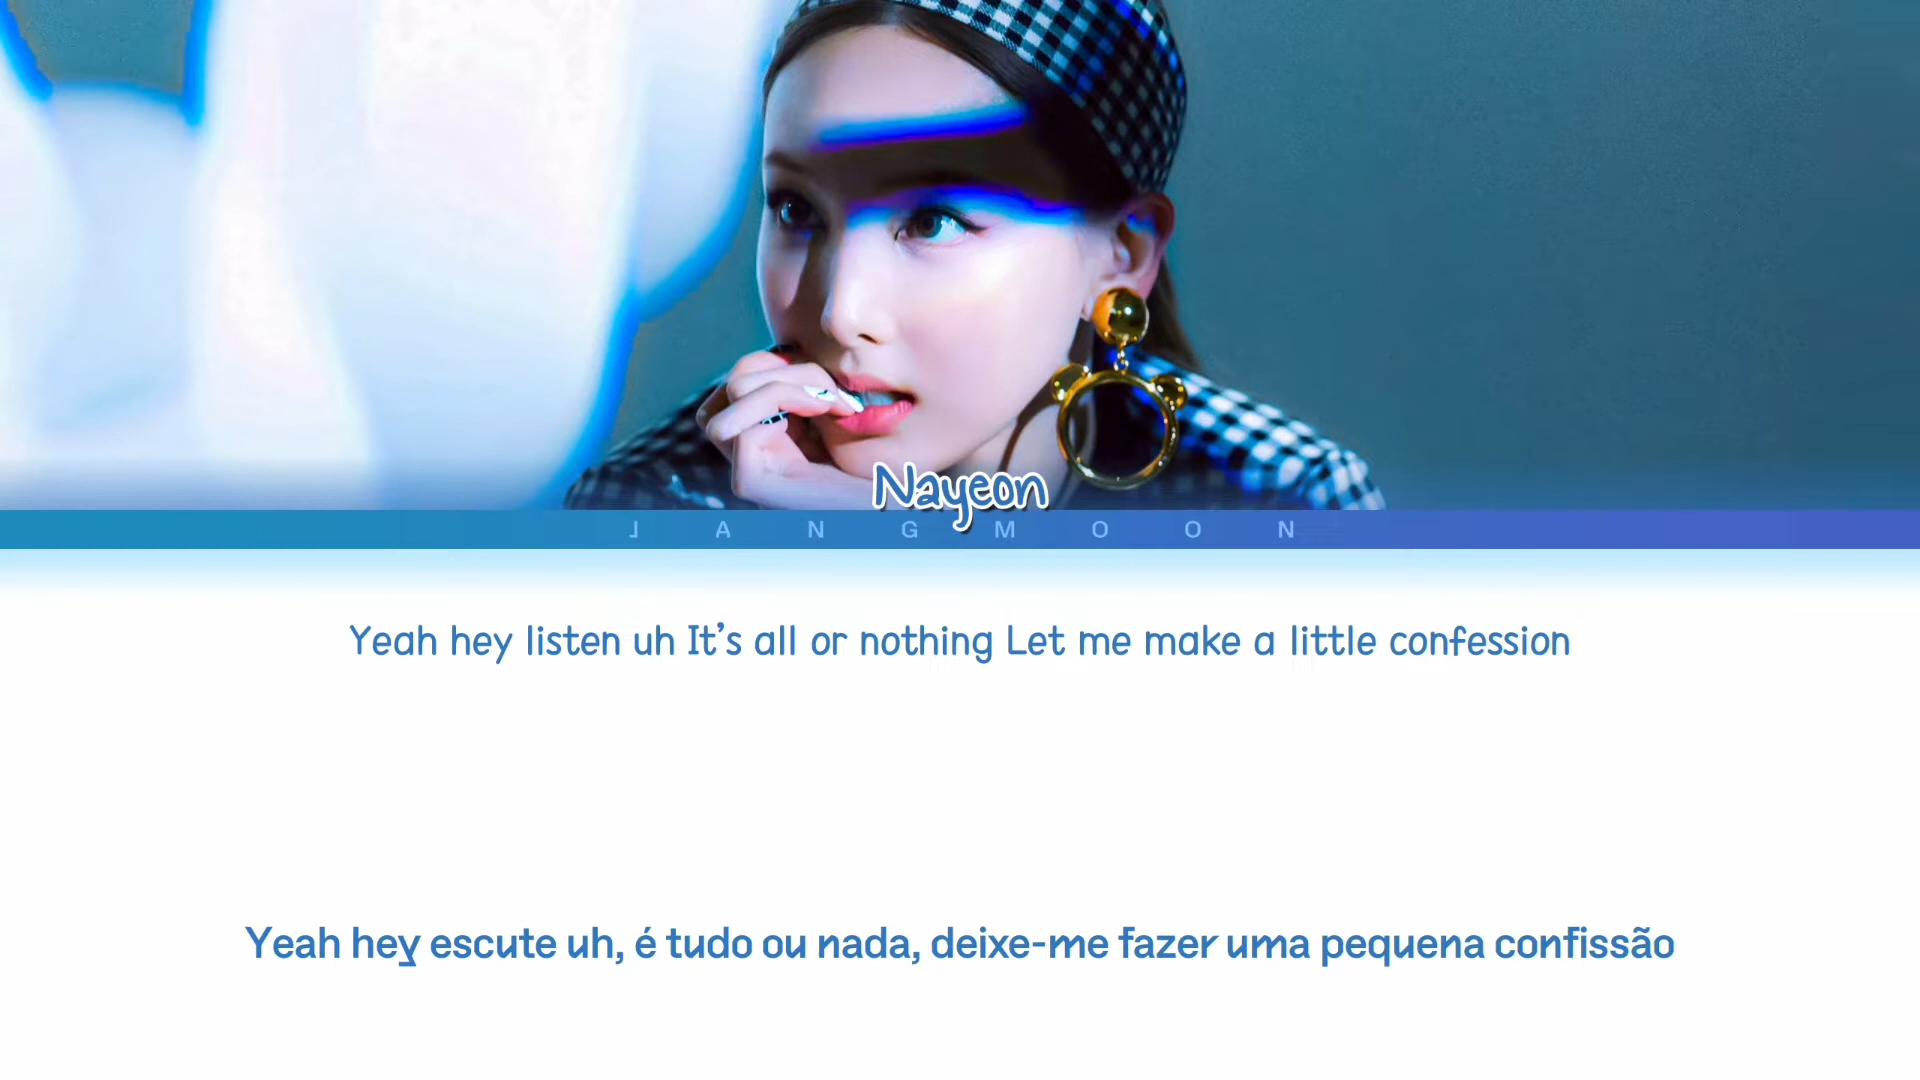 Nayeon
JANGMOON
Yeah hey listen uh It's all or nothing Let me make a little confession
Yeah hey escute uh, é tudo ou nada, deixe-me fazer uma pequena confissão